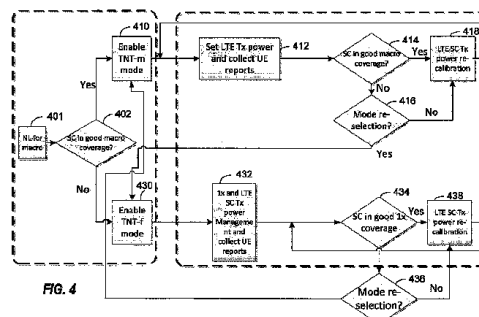 410
Enable
TNT-m
mode
Set LTE Tx power
and collect UE
reports
412
414
SC in good macro
coverage?
Yes
418
LTE SC Tx
power re-
calibration
No
416
Mode re-
selection?
No
Yes
401
NL for
macro
Yes
402
SC in good macro
coverage?
No
430
Enable
TNT-f
mode
432
1x and LTE
SC Tx
power
Manageme
nt and
collect UE
reports
434
SC in good 1x
coverage
Yes
438
LTE SC Tx
power re-
calibration
436
Mode re-
selection?
No
FIG. 4